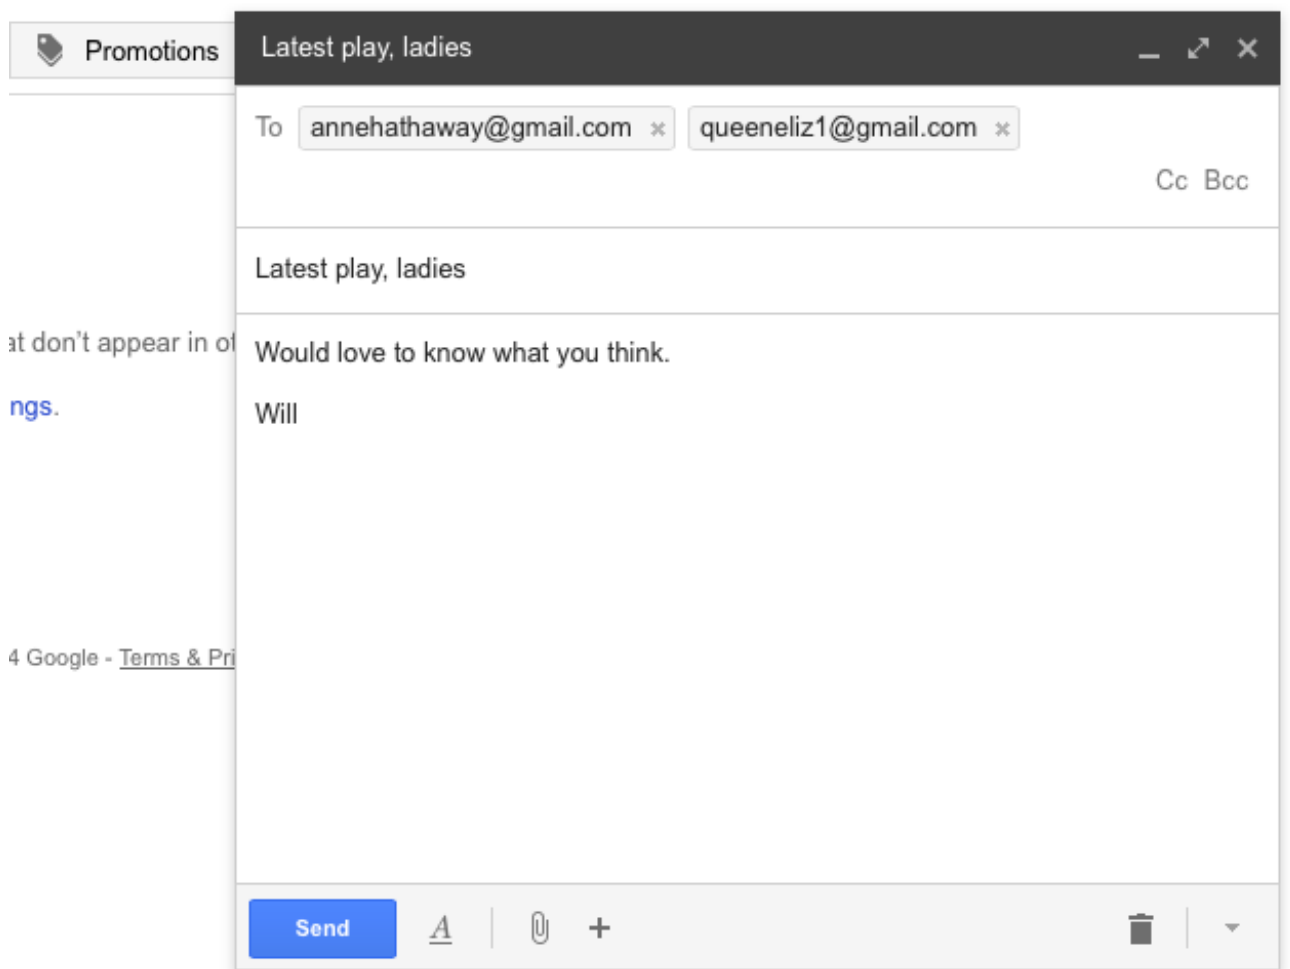 Promotions
Latest play, ladies
To annehathaway@gmail.com queeneliz1@gmail.com
Cc Bcc
Latest play, ladies
at don't appear in of
Would love to know what you think.
ngs.
Will
4 Google - Terms & Pri
Send A